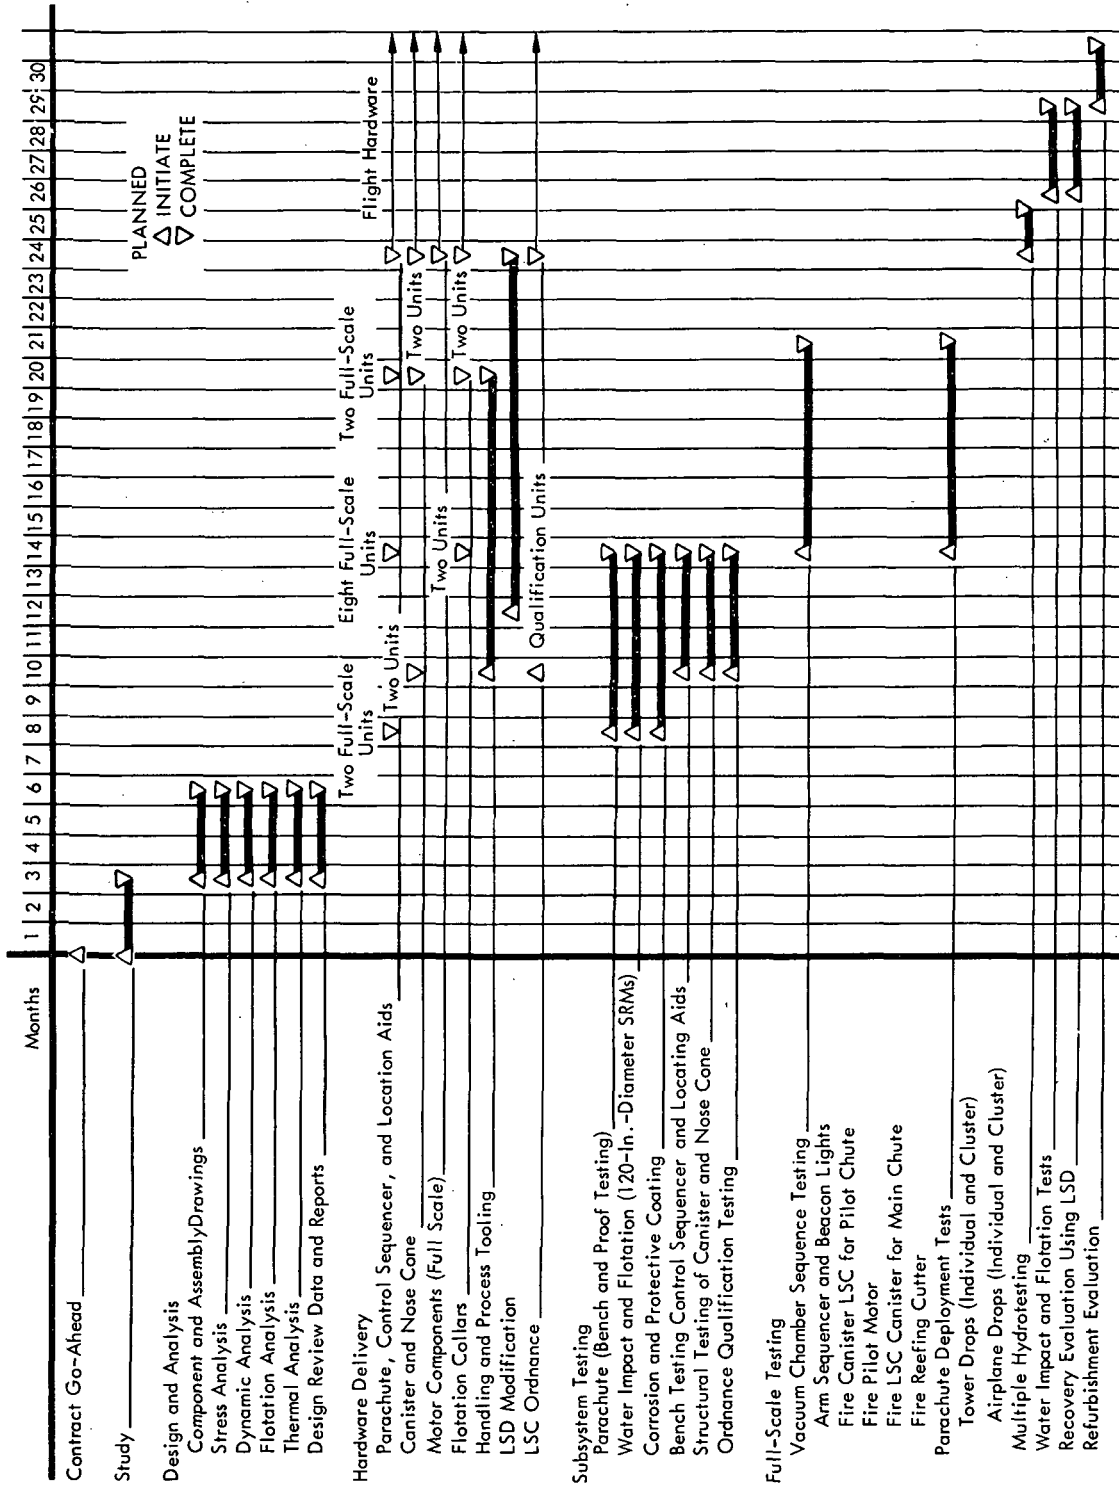 Months
1 2 3 4 5 6 7 8 9 10 11 12 13 14 15 16 17 18 19 20 21 22 23 24 25 26 27 28 29 30
PLANNED
INITIATE
COMPLETE
Contract Go-Ahead
Study
Design and Analysis
Component and AssemblyDrawings
Stress Analysis
Dynamic Analysis
Flotation Analysis
Thermal Analysis
Design Review Data and Reports
Two Full-Scale
Units
Eight Full-Scale
Units
Two Full-Scale
Units
Flight Hardware
Hardware Delivery
Parachute, Control Sequencer, and Location Aids
Two Units
Canister and Nose Cone
Two Units
Motor Components (Full Scale)
Two Units
Flotation Collars
Two Units
Handling and Process Tooling
LSD Modification
LSC Ordnance
Qualification Units
Subsystem Testing
Parachute (Bench and Proof Testing)
Water Impact and Flotation (120-In.-Diameter SRMs)
Corrosion and Protective Coating
Bench Testing Control Sequencer and Locating Aids
Structural Testing of Canister and Nose Cone
Ordnance Qualification Testing
Full-Scale Testing
Vacuum Chamber Sequence Testing
Arm Sequencer and Beacon Lights
Fire Canister LSC for Pilot Chute
Fire Pilot Motor
Fire LSC Canister for Main Chute
Fire Reefing Cutter
Parachute Deployment Tests
Tower Drops (Individual and Cluster)
Airplane Drops (Individual and Cluster)
Multiple Hydrotesting
Water Impact and Flotation Tests
Recovery Evaluation Using LSD
Refurbishment Evaluation